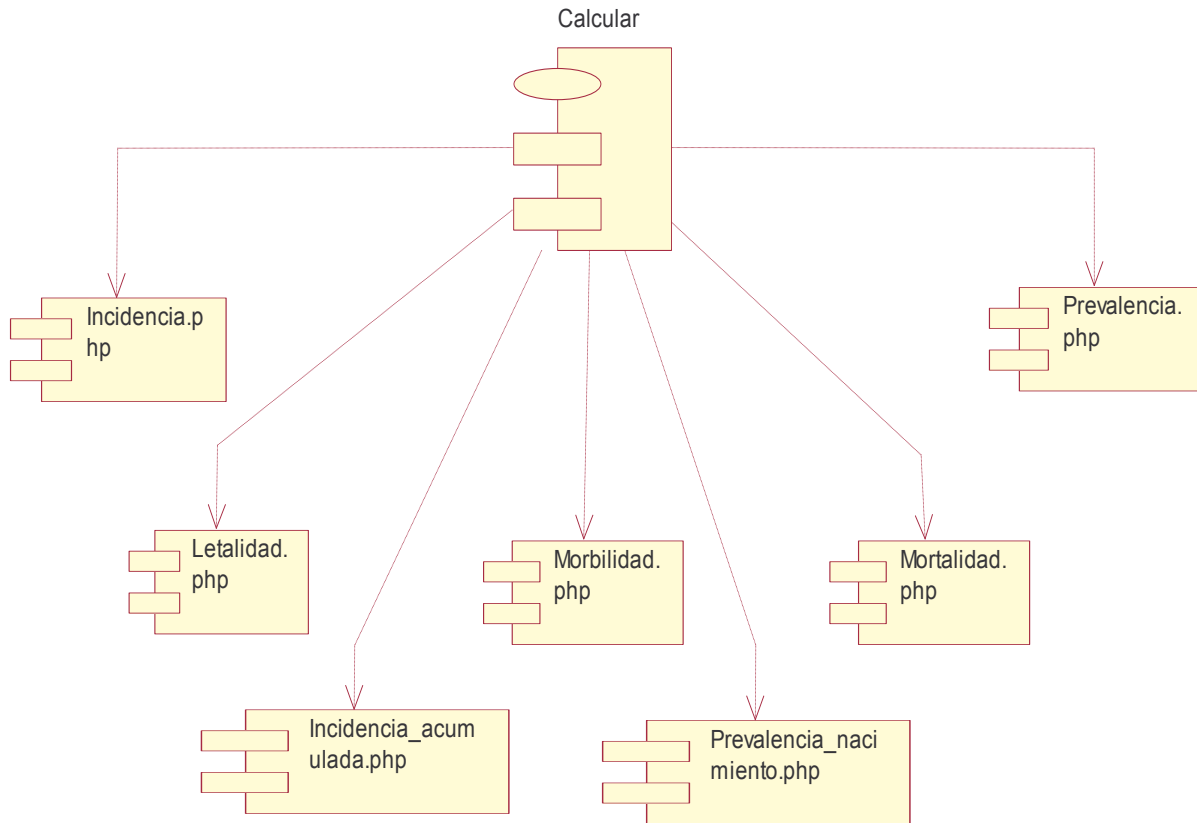 Calcular
Incidencia.p
hp
Prevalencia.
php
Letalidad.
php
Morbilidad.
php
Mortalidad.
php
Incidencia_acum
ulada.php
Prevalencia_naci
miento.php